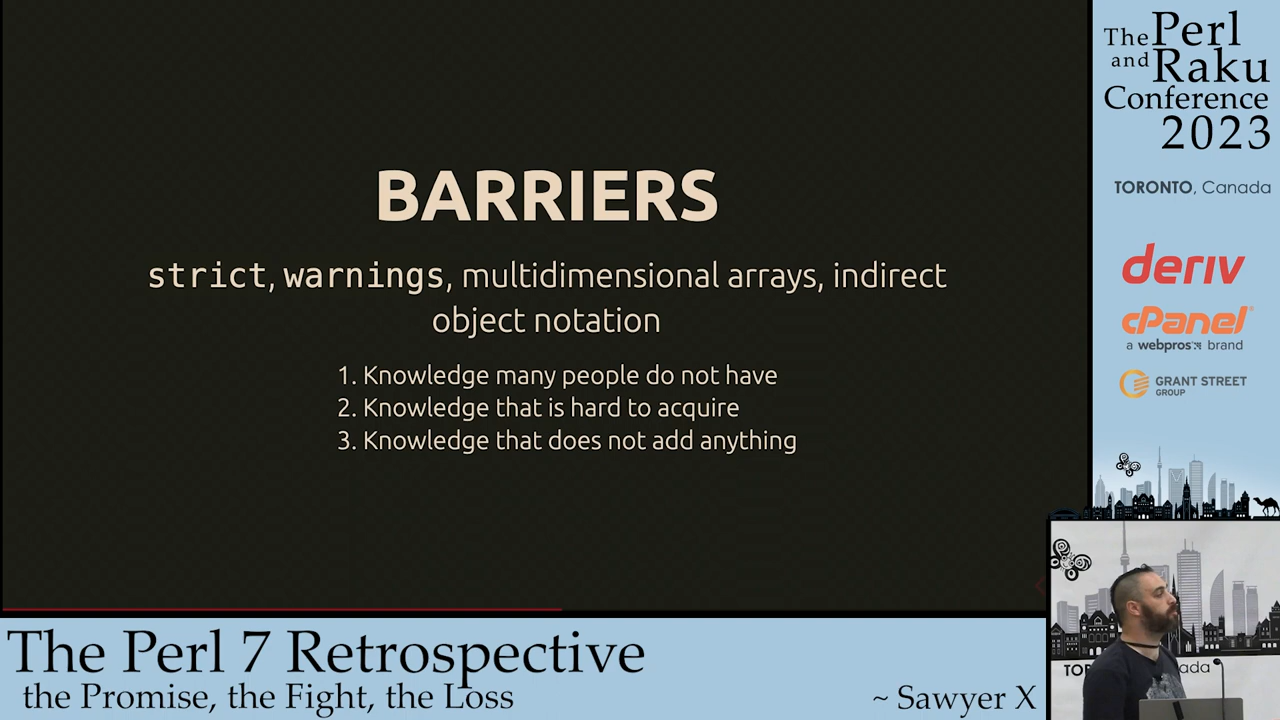 BARRIERS
strict, warnings, multidimensional arrays, indirect
object notation
1. Knowledge many people do not have
2. Knowledge that is hard to acquire
3. Knowledge that does not add anything
The Perl
and Raku
Conference
2023
TORONTO, Canada
deriv
cPanel®
a webpros brand
GRANT STREET
GROUP
The Perl 7 Retrospective
the Promise, the Fight, the Loss
~ Sawyer X